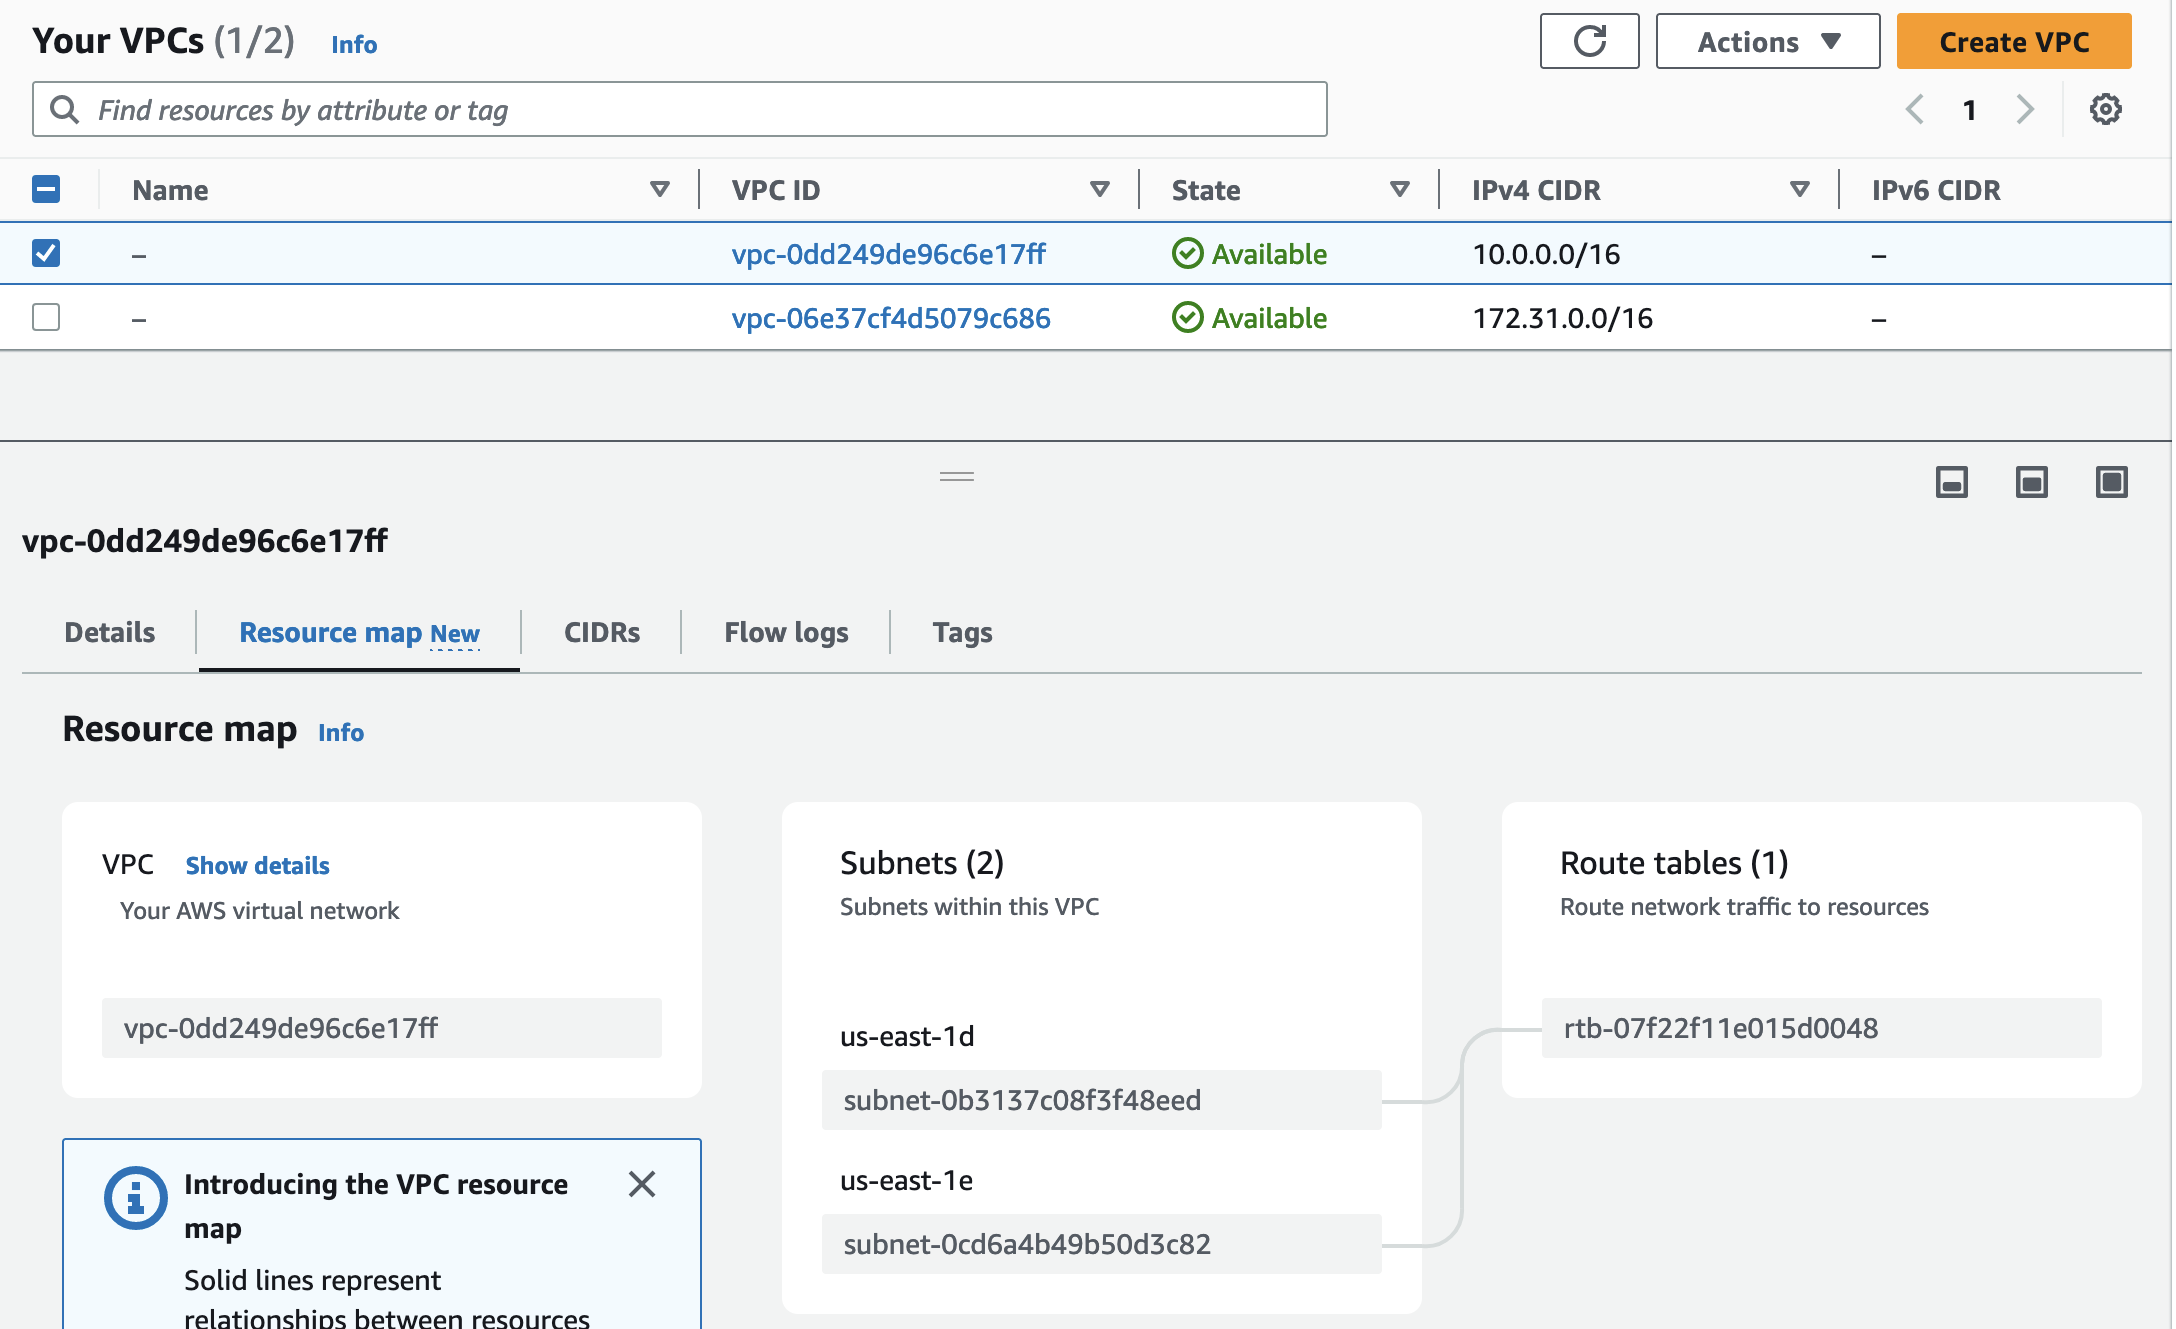 Your VPCs (1/2) Info
Actions
Create VPC
Find resources by attribute or tag
1
Name VPC ID State IPv4 CIDR IPv6 CIDR
– vpc-0dd249de96c6e17ff Available 10.0.0.0/16 –
– vpc-06e37cf4d5079c686 Available 172.31.0.0/16 –
vpc-0dd249de96c6e17ff
Details Resource map New CIDRs Flow logs Tags
Resource map Info
VPC Show details
Your AWS virtual network
vpc-0dd249de96c6e17ff
Introducing the VPC resource
map
Solid lines represent
relationships between resources
Subnets (2)
Subnets within this VPC
us-east-1d
subnet-0b3137c08f3f48eed
us-east-1e
subnet-0cd6a4b49b50d3c82
Route tables (1)
Route network traffic to resources
rtb-07f22f11e015d0048